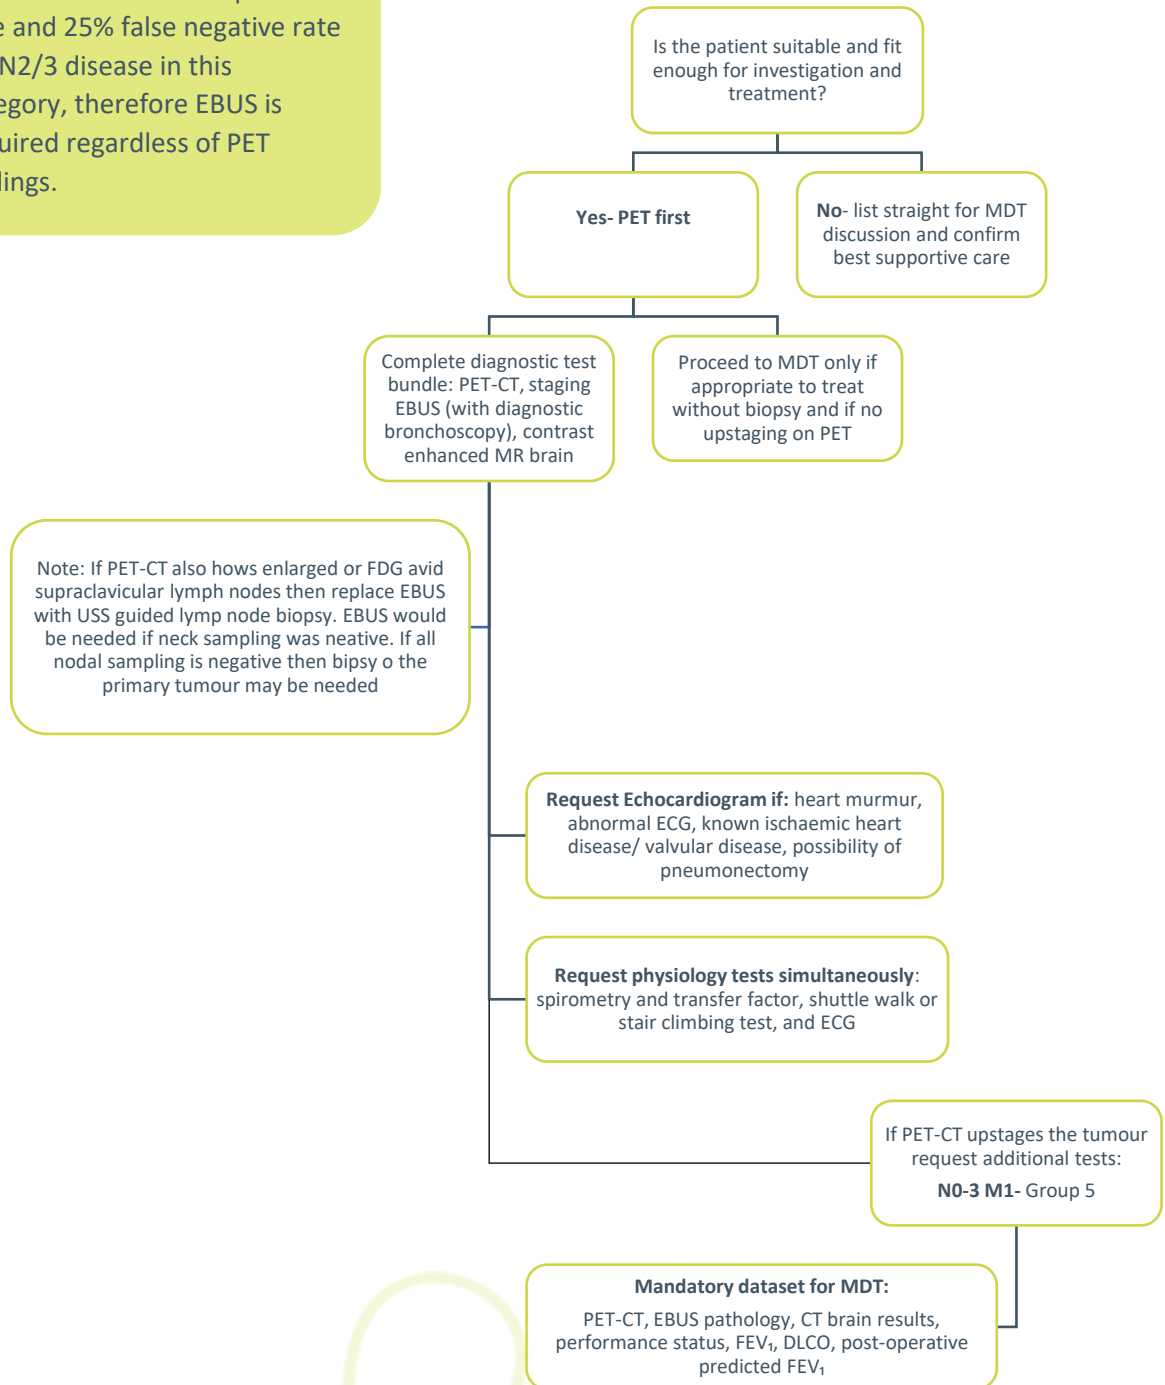 and 25% false negative rate
N2/3 disease in this
therefore EBUS is
regardless of PET
Is the patient suitable and fit
enough for investigation and
treatment?
Yes- PET first
No- list straight for MDT
discussion and confirm
best supportive care
Complete diagnostic test
bundle: PET-CT, staging
EBUS (with diagnostic
bronchoscopy), contrast
enhanced MR brain
Proceed to MDT only if
appropriate to treat
without biopsy and if no
upstaging on PET
Note: If PET-CT also hows enlarged or FDG avid
supraclavicular lymph nodes then replace EBUS
with USS guided lymp node biopsy. EBUS would
be needed if neck sampling was neative. If all
nodal sampling is negative then bipsy o the
primary tumour may be needed
Request Echocardiogram if: heart murmur,
abnormal ECG, known ischaemic heart
disease/ valvular disease, possibility of
pneumonectomy
Request physiology tests simultaneously:
spirometry and transfer factor, shuttle walk or
stair climbing test, and ECG
If PET-CT upstages the tumour
request additional tests:
N0-3 M1- Group 5
Mandatory dataset for MDT:
PET-CT, EBUS pathology, CT brain results,
performance status, FEV₁, DLCO, post-operative
predicted FEV₁